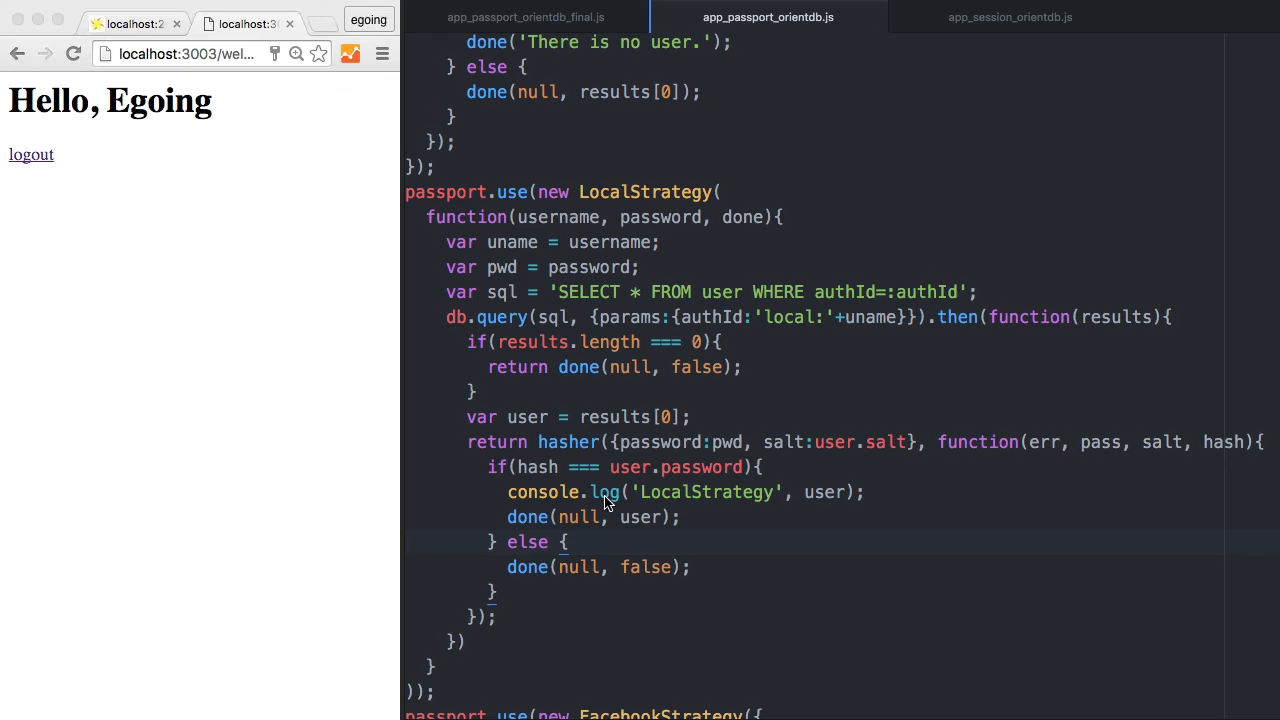 localhost:2
localhost:30
egoing
localhost:3003/wel...
Hello, Egoing
logout
app_passport_orientdb_final.js
app_passport_orientdb.js
app_session_orientdb.js
done('There is no user.');
} else {
done(null, results[0]);
}
});
});
passport.use(new LocalStrategy(
function(username, password, done){
var uname = username;
var pwd = password;
var sql = 'SELECT * FROM user WHERE authId=:authId';
db.query(sql, {params:{authId:'local:'+uname}}).then(function(results){
if(results.length === 0){
return done(null, false);
}
var user = results[0];
return hasher({password:pwd, salt:user.salt}, function(err, pass, salt, hash){
if(hash === user.password){
console.log('LocalStrategy', user);
done(null, user);
} else {
done(null, false);
}
});
})
}
));
passport.use(new FacebookStrategy({